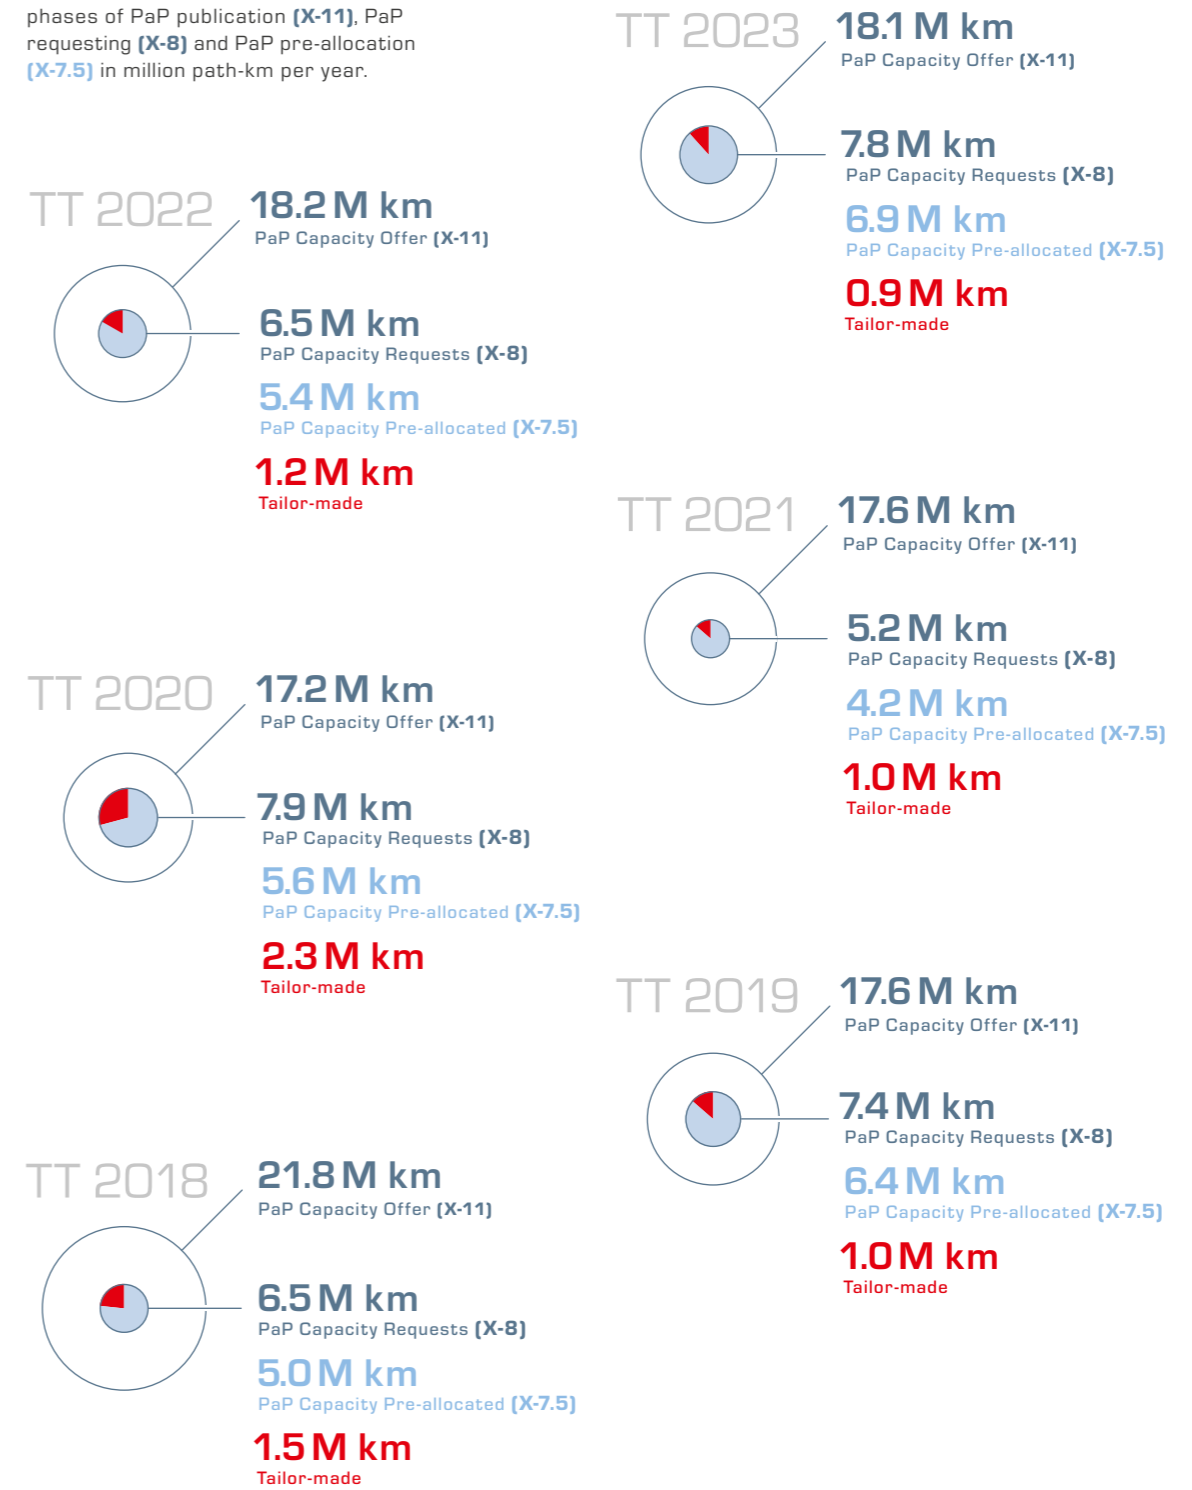 phases of PaP publication (X-11), PaP
requesting (X-8) and PaP pre-allocation
(X-7.5) in million path-km per year.
TT 2023
18.1 M km
PaP Capacity Offer (X-11)
7.8 M km
PaP Capacity Requests (X-8)
6.9 M km
PaP Capacity Pre-allocated (X-7.5)
0.9 M km
Tailor-made
TT 2022
18.2 M km
PaP Capacity Offer (X-11)
6.5 M km
PaP Capacity Requests (X-8)
5.4 M km
PaP Capacity Pre-allocated (X-7.5)
1.2 M km
Tailor-made
TT 2021
17.6 M km
PaP Capacity Offer (X-11)
5.2 M km
PaP Capacity Requests (X-8)
4.2 M km
PaP Capacity Pre-allocated (X-7.5)
1.0 M km
Tailor-made
TT 2020
17.2 M km
PaP Capacity Offer (X-11)
7.9 M km
PaP Capacity Requests (X-8)
5.6 M km
PaP Capacity Pre-allocated (X-7.5)
2.3 M km
Tailor-made
TT 2019
17.6 M km
PaP Capacity Offer (X-11)
7.4 M km
PaP Capacity Requests (X-8)
6.4 M km
PaP Capacity Pre-allocated (X-7.5)
1.0 M km
Tailor-made
TT 2018
21.8 M km
PaP Capacity Offer (X-11)
6.5 M km
PaP Capacity Requests (X-8)
5.0 M km
PaP Capacity Pre-allocated (X-7.5)
1.5 M km
Tailor-made